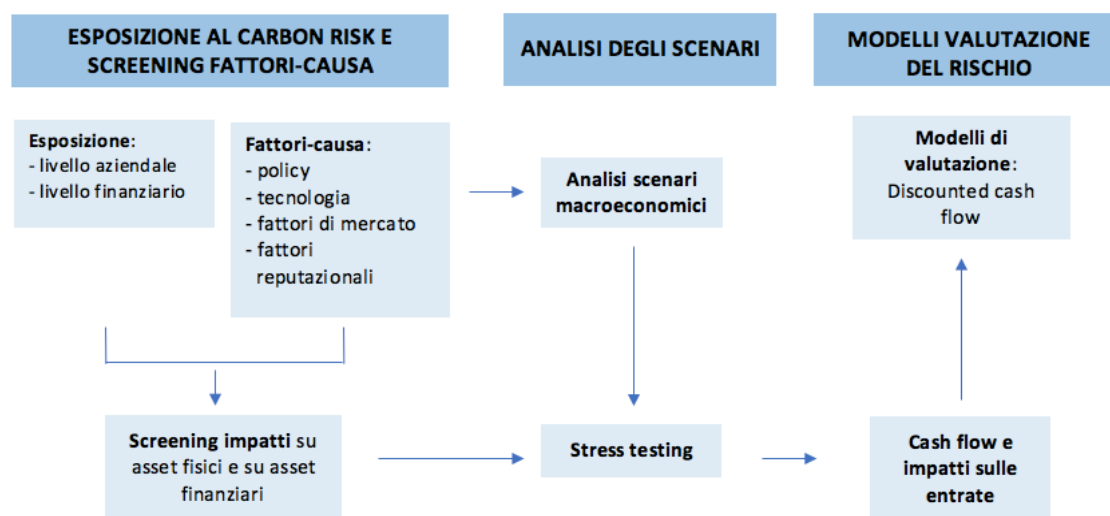 ESPOSIZIONE AL CARBON RISK E
SCREENING FATTORI-CAUSA
ANALISI DEGLI SCENARI
MODELLI VALUTAZIONE
DEL RISCHIO
Esposizione:
- livello aziendale
- livello finanziario
Fattori-causa:
- policy
- tecnologia
- fattori di mercato
- fattori
reputazionali
Analisi scenari
macroeconomici
Modelli di
valutazione:
Discounted cash
flow
Screening impatti su
asset fisici e su asset
finanziari
Stress testing
Cash flow e
impatti sulle
entrate